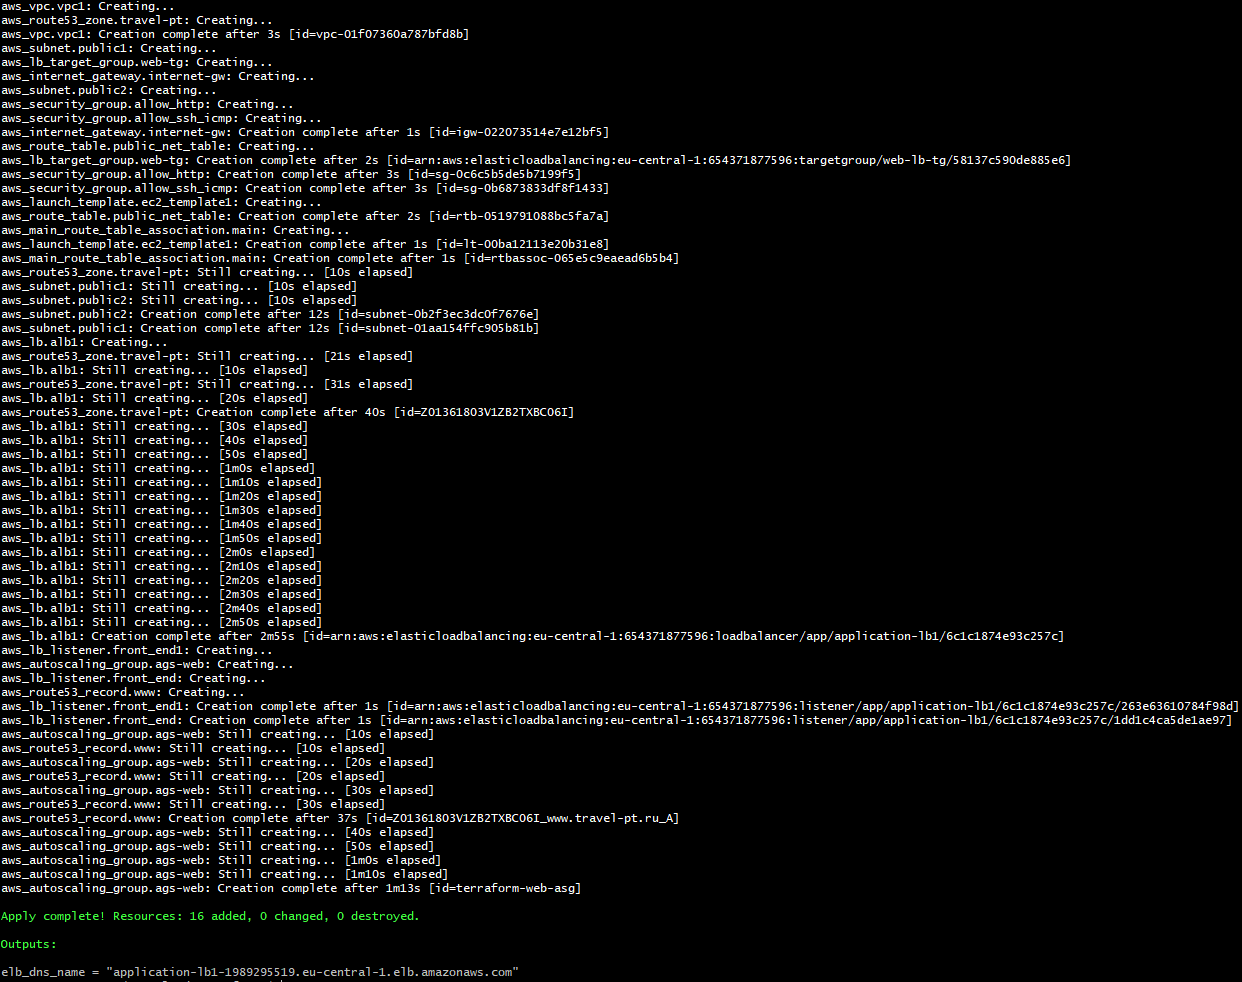 aws_vpc.vpc1: Creating...
aws_route53_zone.travel-pt: Creating...
aws_vpc.vpc1: Creation complete after 3s [id=vpc-01f07360a787bfd8b]
aws_subnet.public1: Creating...
aws_lb_target_group.web-tg: Creating...
aws_internet_gateway.internet-gw: Creating...
aws_subnet.public2: Creating...
aws_security_group.allow_http: Creating...
aws_security_group.allow_ssh_icmp: Creating...
aws_internet_gateway.internet-gw: Creation complete after 1s [id=igw-022073514e7e12bf5]
aws_route_table.public_net_table: Creating...
aws_lb_target_group.web-tg: Creation complete after 2s [id=arn:aws:elasticloadbalancing:eu-central-1:654371877596:targetgroup/web-lb-tg/58137c590de885e6]
aws_security_group.allow_http: Creation complete after 3s [id=sg-0c6c5b5de5b7199f5]
aws_security_group.allow_ssh_icmp: Creation complete after 3s [id=sg-0b6873833df8f1433]
aws_launch_template.ec2_template1: Creating...
aws_route_table.public_net_table: Creation complete after 2s [id=rtb-0519791088bc5fa7a]
aws_main_route_table_association.main: Creating...
aws_launch_template.ec2_template1: Creation complete after 1s [id=lt-00ba12113e20b31e8]
aws_main_route_table_association.main: Creation complete after 1s [id=rtbassoc-065e5c9eaead6b5b4]
aws_route53_zone.travel-pt: Still creating... [10s elapsed]
aws_subnet.public1: Still creating... [10s elapsed]
aws_subnet.public2: Still creating... [10s elapsed]
aws_subnet.public2: Creation complete after 12s [id=subnet-0b2f3ec3dc0f7676e]
aws_subnet.public1: Creation complete after 12s [id=subnet-01aa154ffc905b81b]
aws_lb.alb1: Creating...
aws_route53_zone.travel-pt: Still creating... [21s elapsed]
aws_lb.alb1: Still creating... [10s elapsed]
aws_route53_zone.travel-pt: Still creating... [31s elapsed]
aws_lb.alb1: Still creating... [20s elapsed]
aws_route53_zone.travel-pt: Creation complete after 40s [id=Z01361803V1ZB2TXBC06I]
aws_lb.alb1: Still creating... [30s elapsed]
aws_lb.alb1: Still creating... [40s elapsed]
aws_lb.alb1: Still creating... [50s elapsed]
aws_lb.alb1: Still creating... [1m0s elapsed]
aws_lb.alb1: Still creating... [1m10s elapsed]
aws_lb.alb1: Still creating... [1m20s elapsed]
aws_lb.alb1: Still creating... [1m30s elapsed]
aws_lb.alb1: Still creating... [1m40s elapsed]
aws_lb.alb1: Still creating... [1m50s elapsed]
aws_lb.alb1: Still creating... [2m0s elapsed]
aws_lb.alb1: Still creating... [2m10s elapsed]
aws_lb.alb1: Still creating... [2m20s elapsed]
aws_lb.alb1: Still creating... [2m30s elapsed]
aws_lb.alb1: Still creating... [2m40s elapsed]
aws_lb.alb1: Still creating... [2m50s elapsed]
aws_lb.alb1: Creation complete after 2m55s [id=arn:aws:elasticloadbalancing:eu-central-1:654371877596:loadbalancer/app/application-lb1/6c1c1874e93c257c]
aws_lb_listener.front_end1: Creating...
aws_autoscaling_group.ags-web: Creating...
aws_lb_listener.front_end: Creating...
aws_route53_record.www: Creating...
aws_lb_listener.front_end1: Creation complete after 1s [id=arn:aws:elasticloadbalancing:eu-central-1:654371877596:listener/app/application-lb1/6c1c1874e93c257c/263e63610784f98d]
aws_lb_listener.front_end: Creation complete after 1s [id=arn:aws:elasticloadbalancing:eu-central-1:654371877596:listener/app/application-lb1/6c1c1874e93c257c/1dd1c4ca5de1ae97]
aws_autoscaling_group.ags-web: Still creating... [10s elapsed]
aws_route53_record.www: Still creating... [10s elapsed]
aws_autoscaling_group.ags-web: Still creating... [20s elapsed]
aws_route53_record.www: Still creating... [20s elapsed]
aws_autoscaling_group.ags-web: Still creating... [30s elapsed]
aws_route53_record.www: Still creating... [30s elapsed]
aws_route53_record.www: Creation complete after 37s [id=Z01361803V1ZB2TXBC06I_www.travel-pt.ru_A]
aws_autoscaling_group.ags-web: Still creating... [40s elapsed]
aws_autoscaling_group.ags-web: Still creating... [50s elapsed]
aws_autoscaling_group.ags-web: Still creating... [1m0s elapsed]
aws_autoscaling_group.ags-web: Still creating... [1m10s elapsed]
aws_autoscaling_group.ags-web: Creation complete after 1m13s [id=terraform-web-asg]
Apply complete! Resources: 16 added, 0 changed, 0 destroyed.
Outputs:
elb_dns_name = "application-lb1-1989295519.eu-central-1.elb.amazonaws.com"